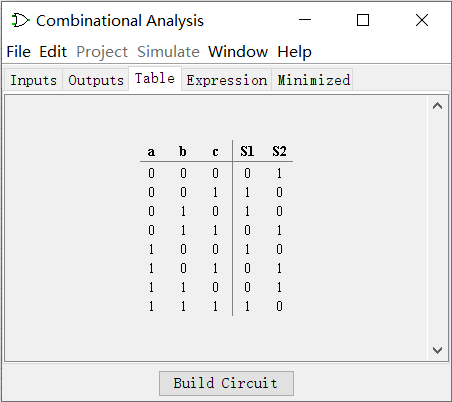 Combinational Analysis
File Edit Project Simulate Window Help
Inputs Outputs Table Expression Minimized
a b c S1 S2
0 0 0 0 1
0 0 1 1 0
0 1 0 1 0
0 1 1 0 1
1 0 0 1 0
1 0 1 0 1
1 1 0 0 1
1 1 1 1 0
Build Circuit